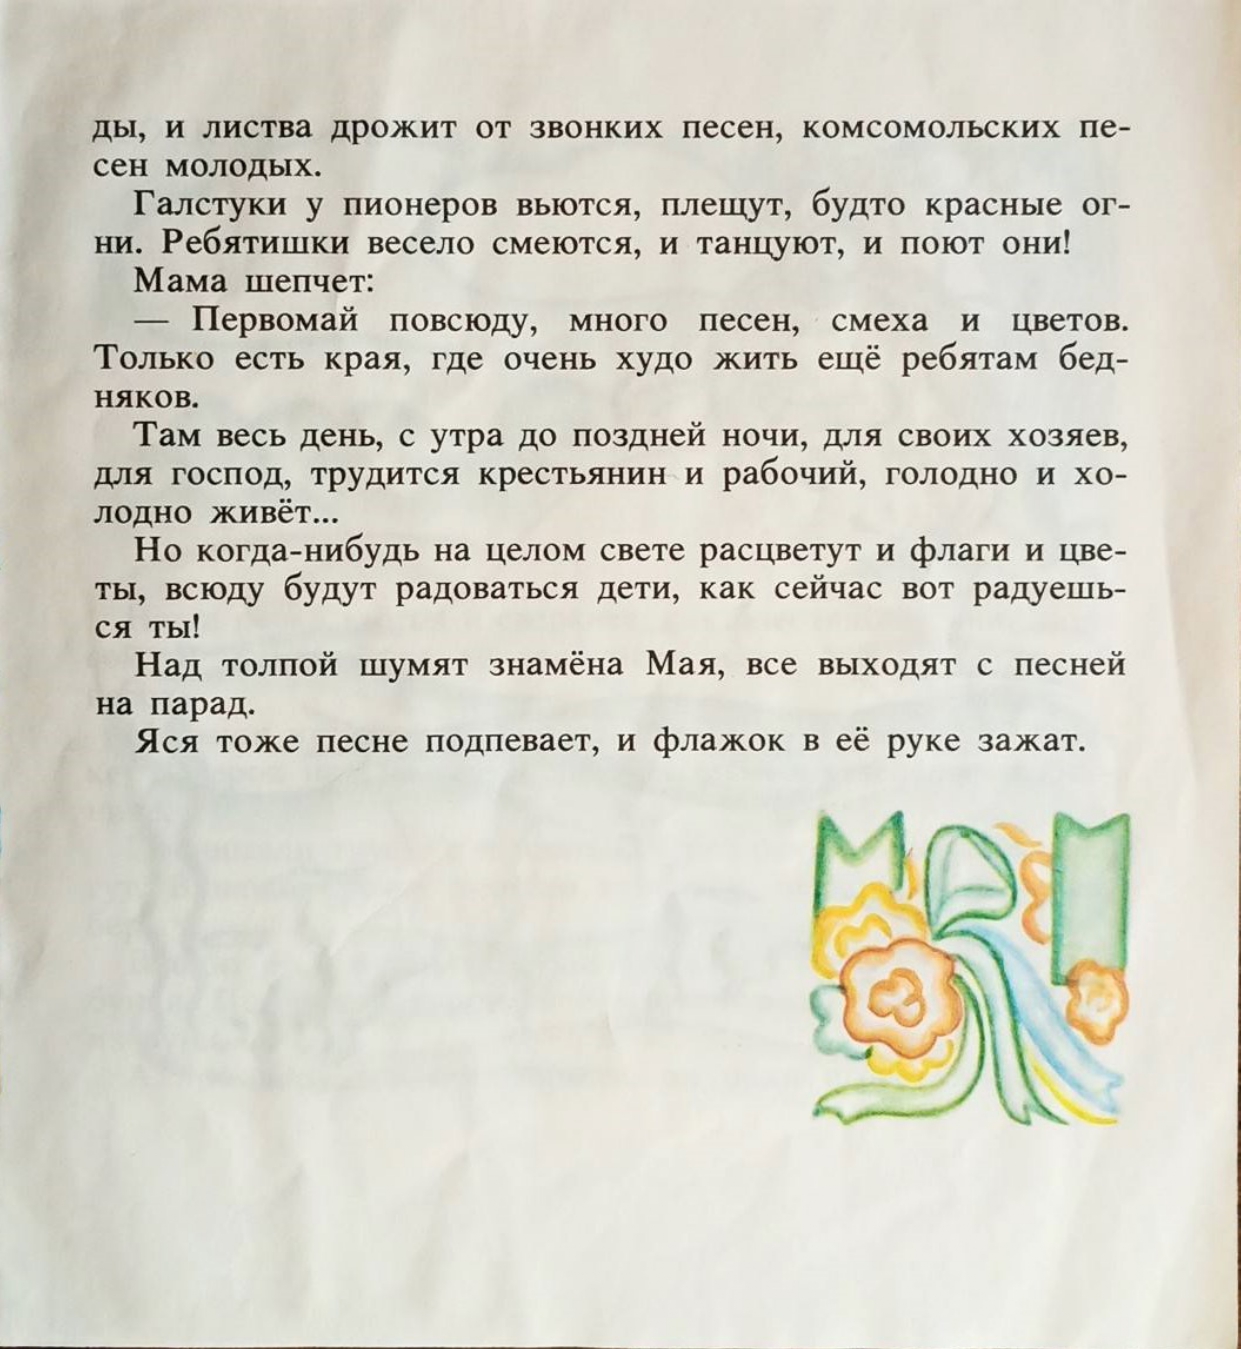 ды, и листва дрожит от звонких песен, комсомольских пе-
сен молодых.
Галстуки у пионеров вьются, плещут, будто красные ог-
ни. Ребятишки весело смеются, и танцуют, и поют они!
Мама шепчет:
— Первомай повсюду, много песен, смеха и цветов.
Только есть края, где очень худо жить ещё ребятам бед-
няков.
Там весь день, с утра до поздней ночи, для своих хозяев,
для господ, трудится крестьянин и рабочий, голодно и хо-
лодно живёт...
Но когда-нибудь на целом свете расцветут и флаги и цве-
ты, всюду будут радоваться дети, как сейчас вот радуешь-
ся ты!
Над толпой шумят знамёна Мая, все выходят с песней
на парад.
Яся тоже песне подпевает, и флажок в её руке зажат.